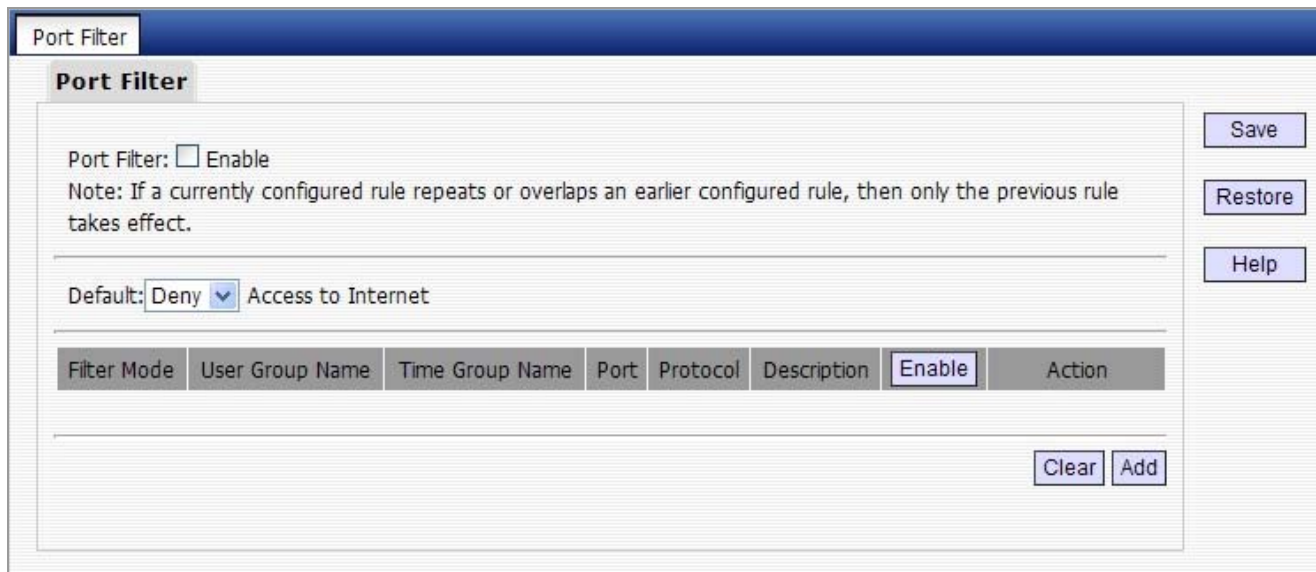 Port Filter
Port Filter
Port Filter: Enable
Note: If a currently configured rule repeats or overlaps an earlier configured rule, then only the previous rule
takes effect.
Default: Deny Access to Internet
Filter Mode User Group Name Time Group Name Port Protocol Description Enable Action
Clear Add
Save
Restore
Help